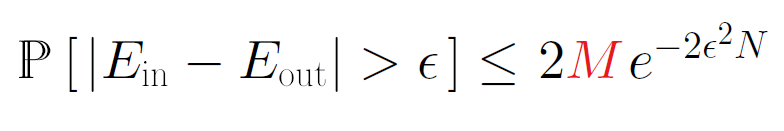 ℙ [ |E_in − E_out| > ϵ ] ≤ 2M e^{−2ϵ²N}